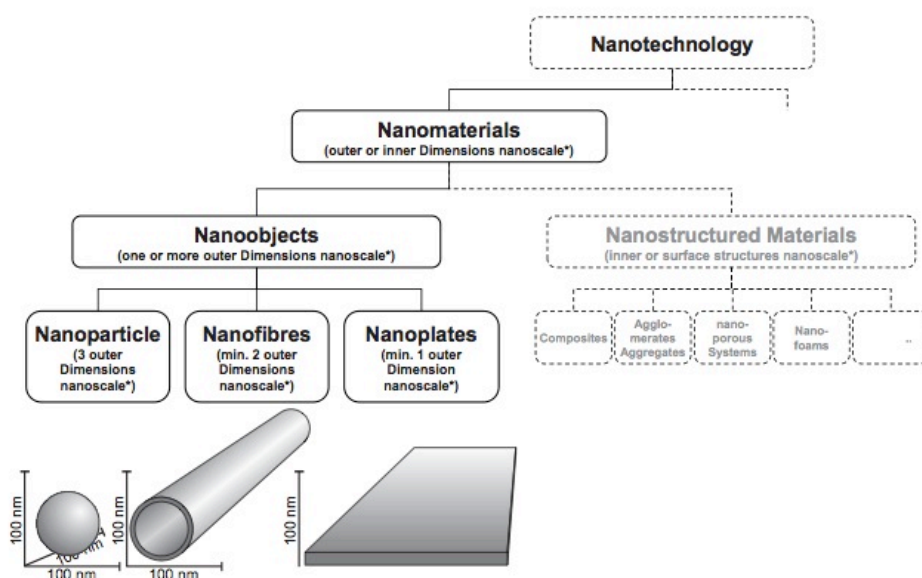 Nanotechnology
Nanomaterials
(outer or inner Dimensions nanoscale*)
Nanoobjects
(one or more outer Dimensions nanoscale*)
Nanostructured Materials
(inner or surface structures nanoscale*)
Nanoparticle
(3 outer
Dimensions
nanoscale*)
Nanofibres
(min. 2 outer
Dimensions
nanoscale*)
Nanoplates
(min. 1 outer
Dimension
nanoscale*)
Composites
Agglo-
merates
Aggregates
nano-
porous
Systems
Nano-
foams
..
100 nm
100 nm
100 nm
100 nm
100 nm
100 nm